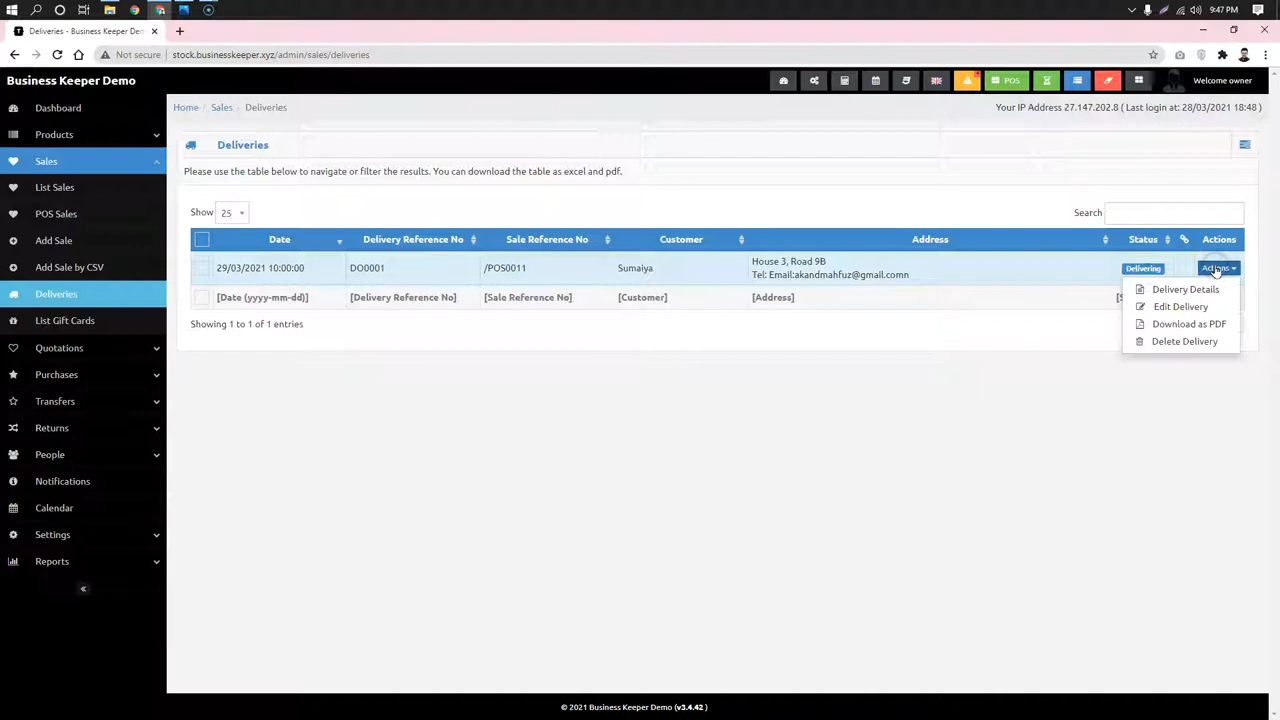 9:47 PM
Deliveries - Business Keeper Dem
Not secure stock.businesskeeper.xyz/admin/sales/deliveries
Business Keeper Demo
POS
Welcome owner
Dashboard
Products
Sales
List Sales
POS Sales
Add Sale
Add Sale by CSV
Deliveries
List Gift Cards
Quotations
Purchases
Transfers
Returns
People
Notifications
Calendar
Settings
Reports
Home / Sales / Deliveries
Your IP Address 27.147.202.8 ( Last login at: 28/03/2021 18:48 )
Deliveries
Please use the table below to navigate or filter the results. You can download the table as excel and pdf.
Show 25
Search
Date Delivery Reference No Sale Reference No Customer Address Status Actions
29/03/2021 10:00:00 DO0001 /POS0011 Sumaiya House 3, Road 9B
Tel: Email:akandmahfuz@gmail.comn
Delivering Actions
[Date (yyyy-mm-dd)] [Delivery Reference No] [Sale Reference No] [Customer] [Address] [S
Showing 1 to 1 of 1 entries
Delivery Details
Edit Delivery
Download as PDF
Delete Delivery
© 2021 Business Keeper Demo (v3.4.42 )